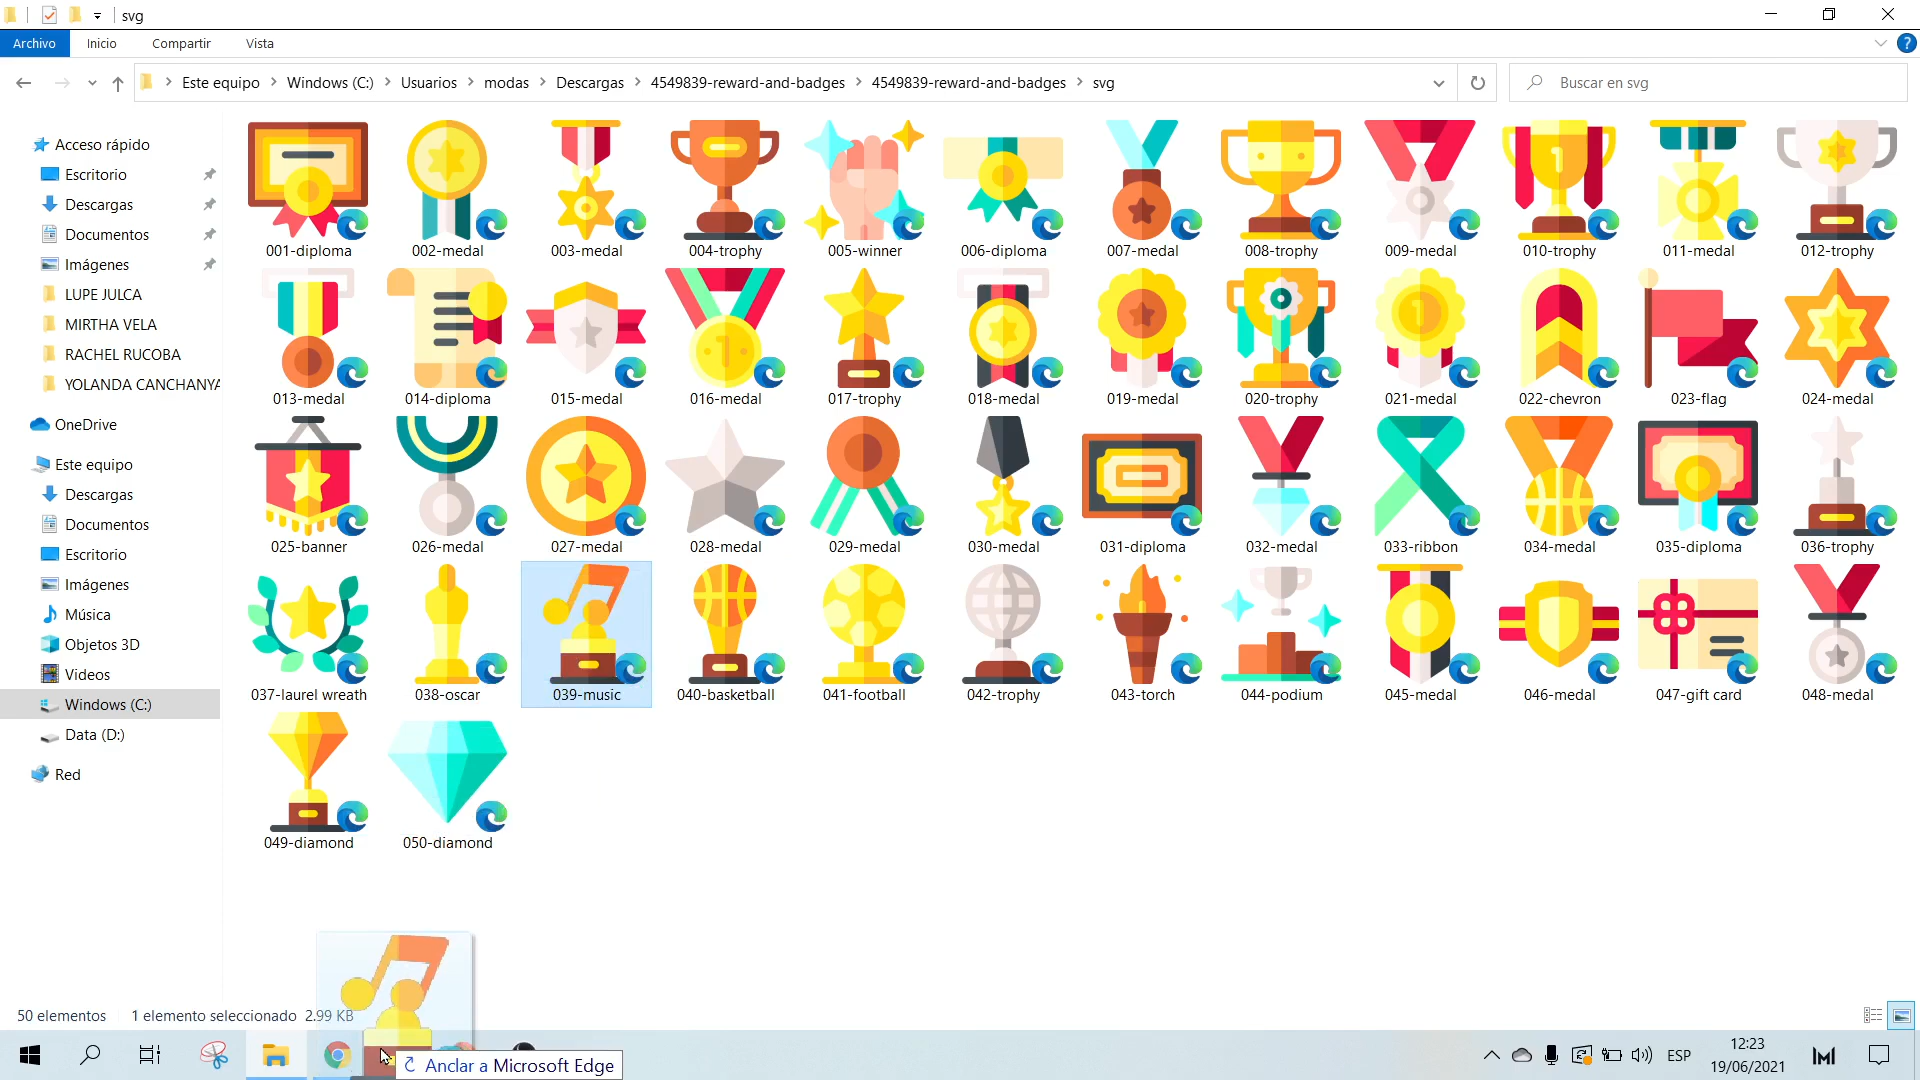 svg
Archivo Inicio Compartir Vista
Este equipo Windows (C:) Usuarios modas Descargas 4549839-reward-and-badges 4549839-reward-and-badges svg
Buscar en svg
Acceso rápido
Escritorio
Descargas
Documentos
Imágenes
LUPE JULCA
MIRTHA VELA
RACHEL RUCOBA
YOLANDA CANCHANYA
OneDrive
Este equipo
Descargas
Documentos
Escritorio
Imágenes
Música
Objetos 3D
Videos
Windows (C:)
Data (D:)
Red
001-diploma 002-medal 003-medal 004-trophy 005-winner 006-diploma 007-medal 008-trophy 009-medal 010-trophy 011-medal 012-trophy
013-medal 014-diploma 015-medal 016-medal 017-trophy 018-medal 019-medal 020-trophy 021-medal 022-chevron 023-flag 024-medal
025-banner 026-medal 027-medal 028-medal 029-medal 030-medal 031-diploma 032-medal 033-ribbon 034-medal 035-diploma 036-trophy
037-laurel wreath 038-oscar 039-music 040-basketball 041-football 042-trophy 043-torch 044-podium 045-medal 046-medal 047-gift card 048-medal
049-diamond 050-diamond
50 elementos 1 elemento seleccionado 2.99 KB
Anclar a Microsoft Edge
ESP
12:23
19/06/2021